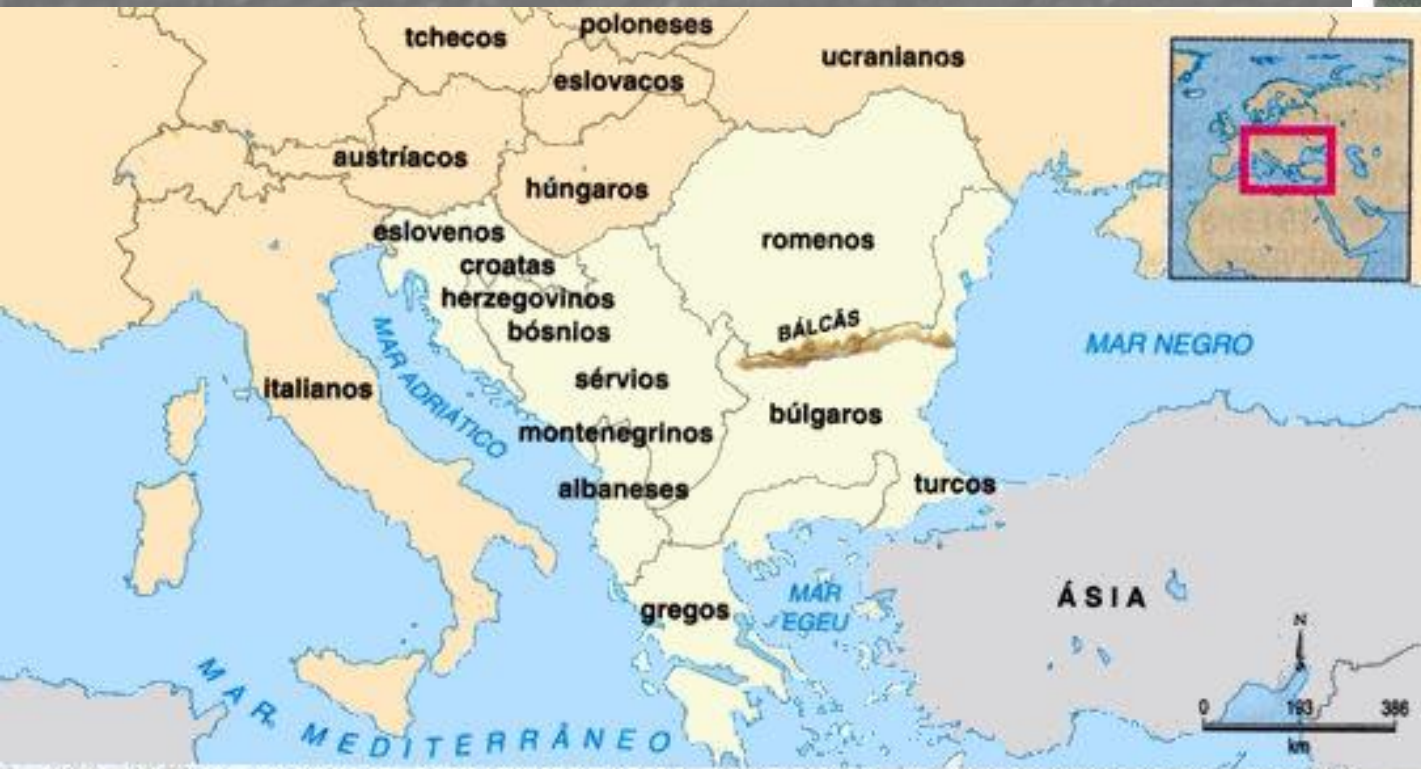 tchecos
poloneses
ucranianos
eslovacos
austríacos
húngaros
eslovenos
romenos
croatas
herzegovinos
bósnios
BÁLCÃS
MAR NEGRO
MAR ADRIÁTICO
italianos
sérvios
búlgaros
montenegrinos
albaneses
turcos
MAR
EGEU
ÁSIA
gregos
N
MAR MEDITERRÂNEO
0 193 386
km